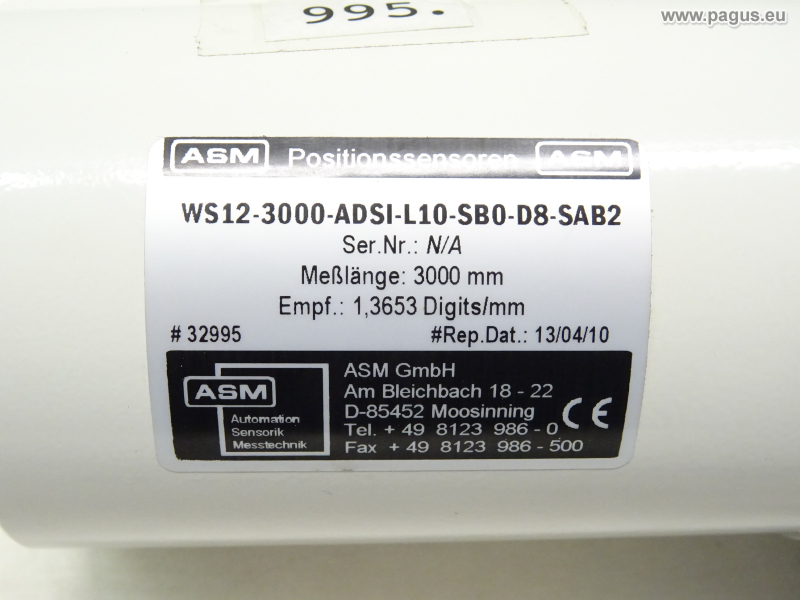 995.
www.pagus.eu
ASM Positionssensoren ASM
WS12-3000-ADSI-L10-SB0-D8-SAB2
Ser.Nr.: N/A
Meßlänge: 3000 mm
Empf.: 1,3653 Digits/mm
# 32995 #Rep.Dat.: 13/04/10
ASM
Automation
Sensorik
Messtechnik
ASM GmbH
Am Bleichbach 18 - 22
D-85452 Moosinning
Tel. + 49 8123 986 - 0
Fax + 49 8123 986 - 500
CE